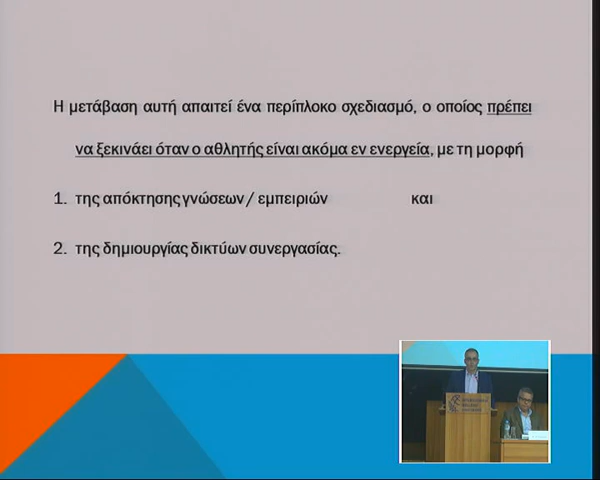 Η μετάβαση αυτή απαιτεί ένα περίπλοκο σχεδιασμό, ο οποίος πρέπει
να ξεκινάει όταν ο αθλητής είναι ακόμα εν ενεργεία, με τη μορφή
1. της απόκτησης γνώσεων / εμπειριών και
2. της δημιουργίας δικτύων συνεργασίας.